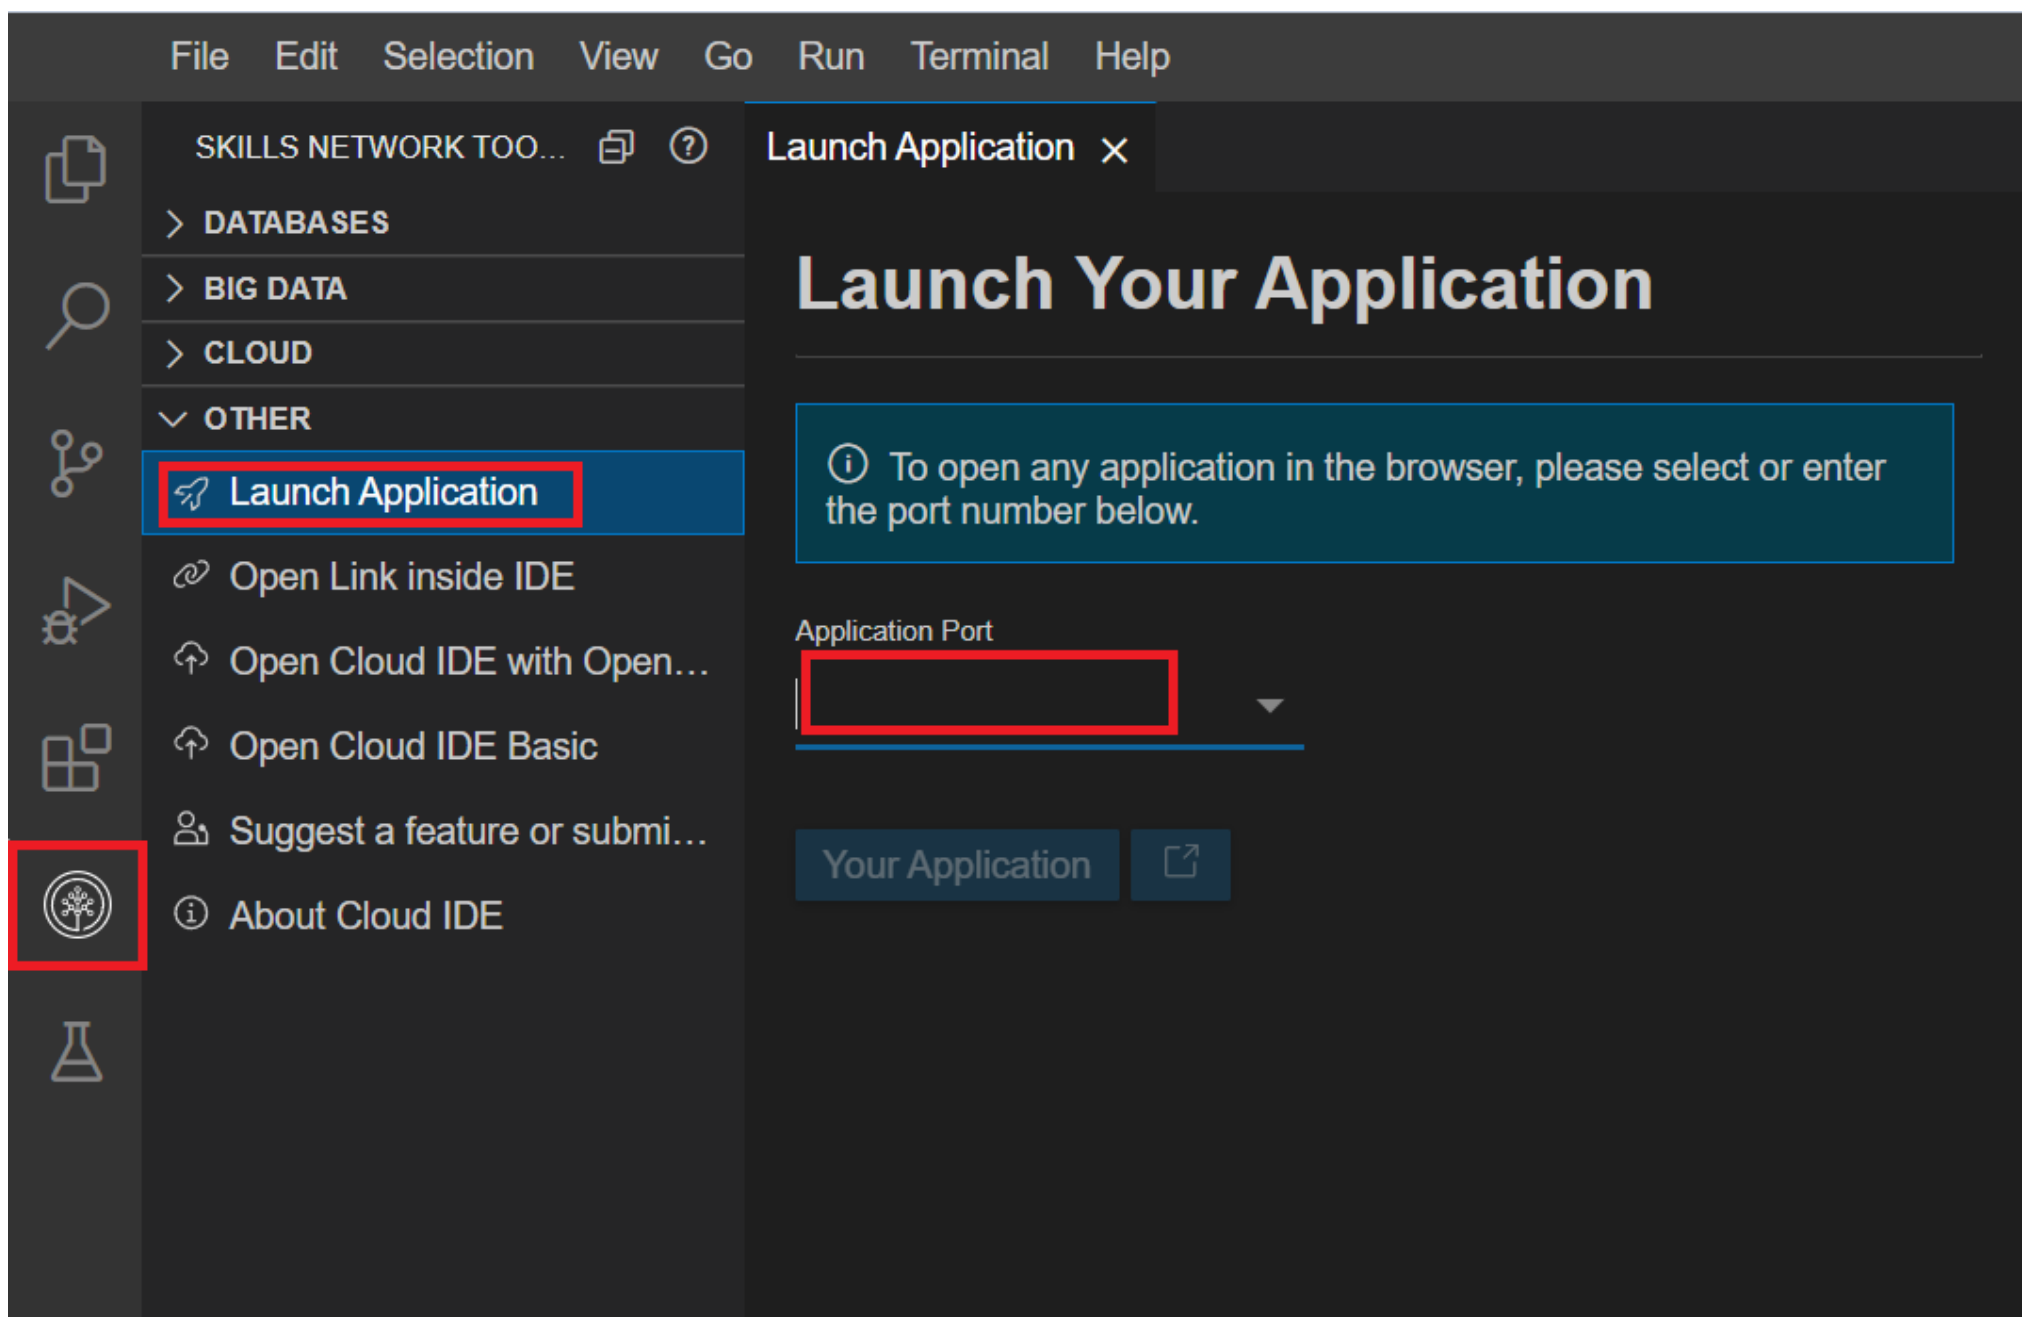 File Edit Selection View Go Run Terminal Help
SKILLS NETWORK TOO...
DATABASES
BIG DATA
CLOUD
OTHER
Launch Application
Open Link inside IDE
Open Cloud IDE with Open...
Open Cloud IDE Basic
Suggest a feature or submi...
About Cloud IDE
Launch Application
Launch Your Application
To open any application in the browser, please select or enter
the port number below.
Application Port
Your Application